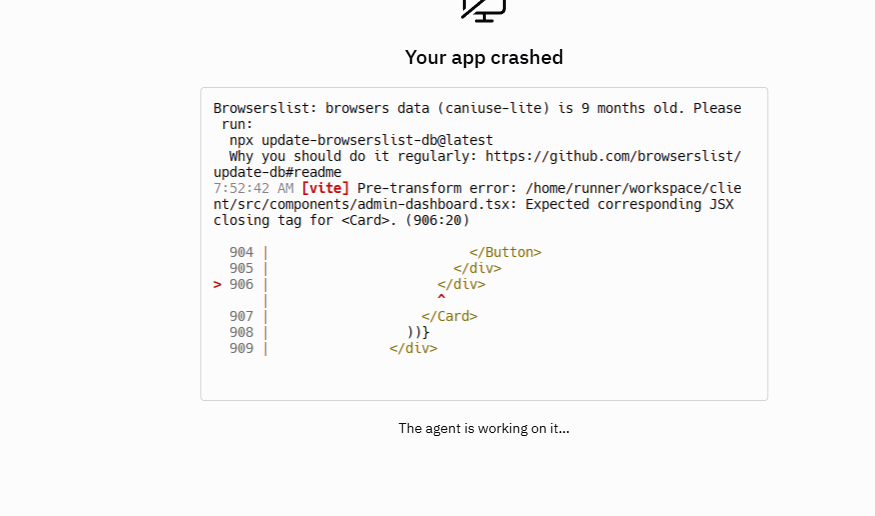 Your app crashed
Browserslist: browsers data (caniuse-lite) is 9 months old. Please
 run:
  npx update-browserslist-db@latest
  Why you should do it regularly: https://github.com/browserslist/
update-db#readme
7:52:42 AM [vite] Pre-transform error: /home/runner/workspace/clie
nt/src/components/admin-dashboard.tsx: Expected corresponding JSX
closing tag for <Card>. (906:20)
  904 |                         </Button>
  905 |                       </div>
> 906 |                     </div>
      |                     ^
  907 |                   </Card>
  908 |                 ))}
  909 |               </div>
The agent is working on it...